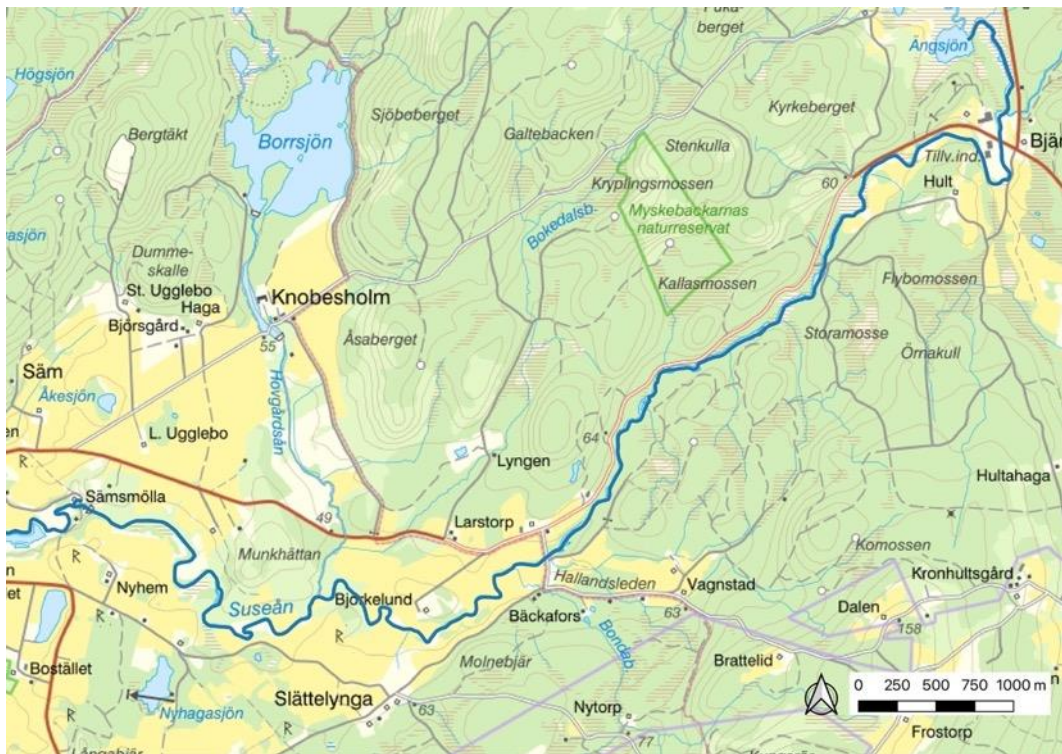 berget
Ängsjön
Högsjön
Sjöboberget
Kyrkeberget
Bergtäkt
Borrsjön
Galtebacken
Stenkulla
Tillv.ind.
Hult
60
Kryplingsmossen
Bokedalsb.
Myskebackarnas
naturreservat
Dumme-
skalle
St. Ugglebo
Haga
Björsgård
Knobesholm
Kallasmossen
Flybomossen
Storamosse
Örnakull
55
Åsaberget
Säm
Åkesjön
Hovgårdsån
L. Ugglebo
64
Lyngen
Hultahaga
Sämsmölla
49
Larstorp
Munkhättan
Komossen
Nyhem
Suseån
Björkelund
Hallandsleden
Vagnstad
Kronhultsgård
Bäckafors
63
Dalen
158
Bondab
Molnebjär
Brattelid
Bostället
Nyhagasjön
Slättelynga
63
Nytorp
77
0 250 500 750 1000 m
Frostorp
Långabjär